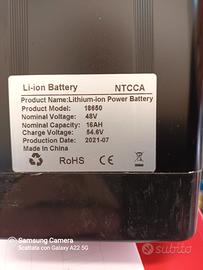 Li-ion Battery NTCCA
Product Name:Lithium-ion Power Battery
Product Model: 18650
Nominal Voltage: 48V
Nominal Capacity: 16AH
Charge Voltage: 54.6V
Production Date: 2021-07
Made in China
RoHS CE FC
Samsung Camera
Scattata con Galaxy A22 5G
subito